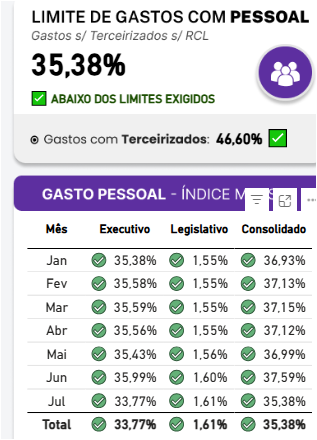 LIMITE DE GASTOS COM PESSOAL
Gastos s/ Terceirizados s/ RCL
35,38%
ABAIXO DOS LIMITES EXIGIDOS
Gastos com Terceirizados: 46,60%
GASTO PESSOAL - ÍNDICE
Mês Executivo Legislativo Consolidado
Jan 35,38% 1,55% 36,93%
Fev 35,58% 1,55% 37,13%
Mar 35,59% 1,55% 37,15%
Abr 35,56% 1,55% 37,12%
Mai 35,43% 1,56% 36,99%
Jun 35,99% 1,60% 37,59%
Jul 33,77% 1,61% 35,38%
Total 33,77% 1,61% 35,38%